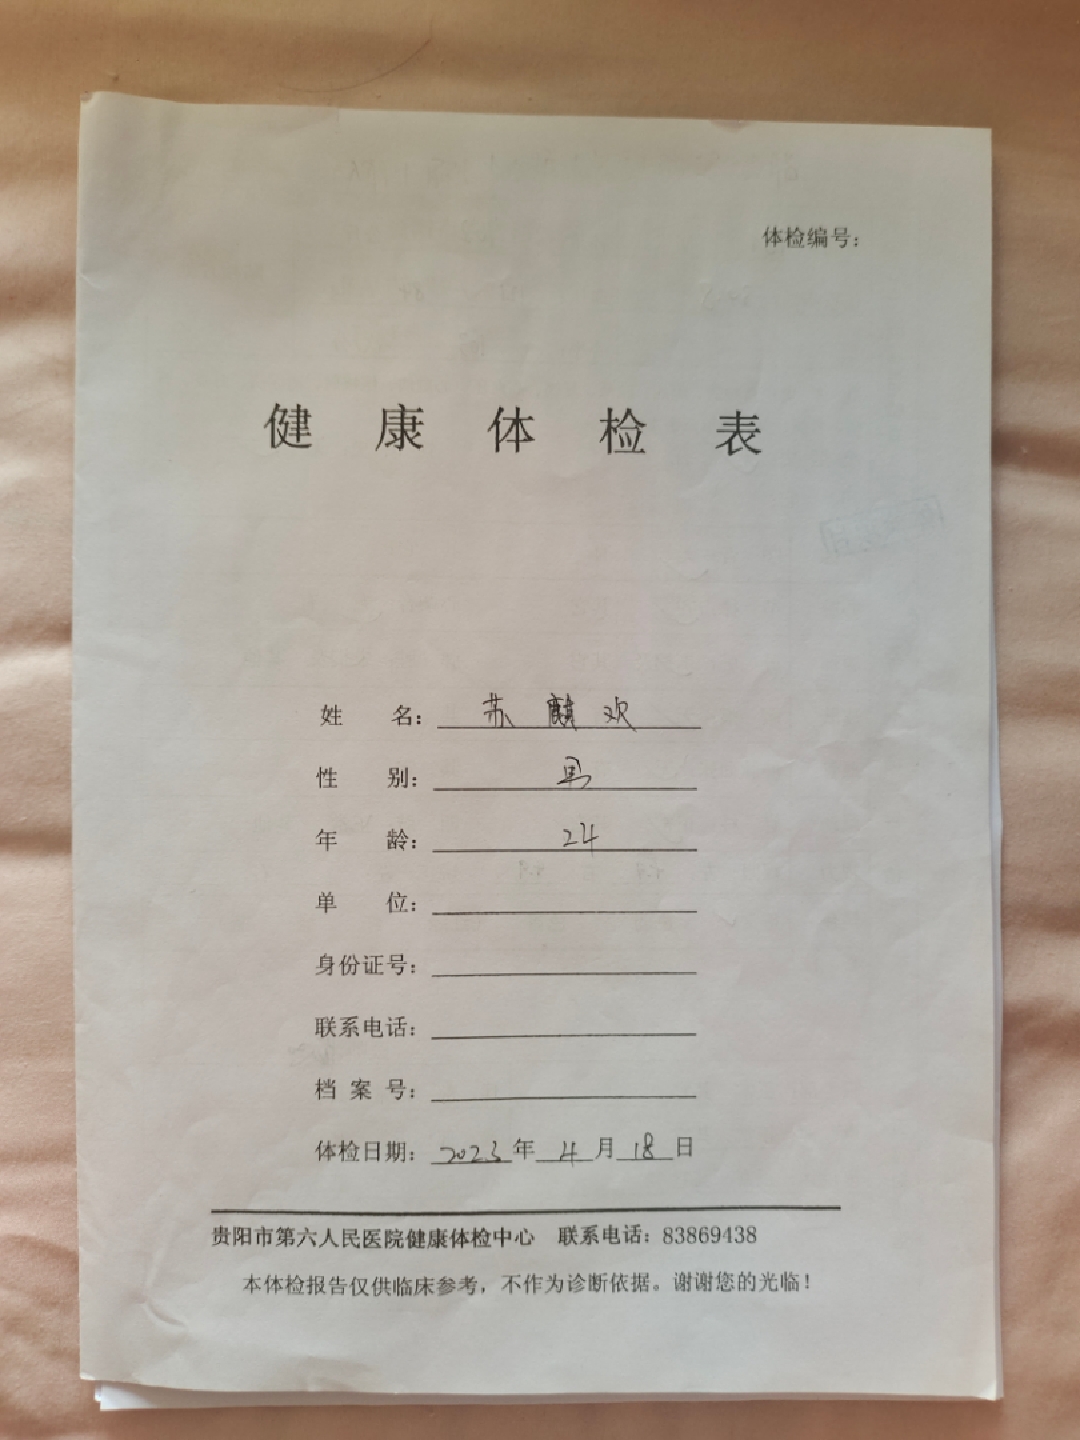 体检编号：
健康体检表
姓名：苏麒欢
性别：男
年龄：24
单位：
身份证号：
联系电话：
档案号：
体检日期：2023年4月18日
贵阳市第六人民医院健康体检中心 联系电话：83869438
本体检报告仅供临床参考，不作为诊断依据。谢谢您的光临！